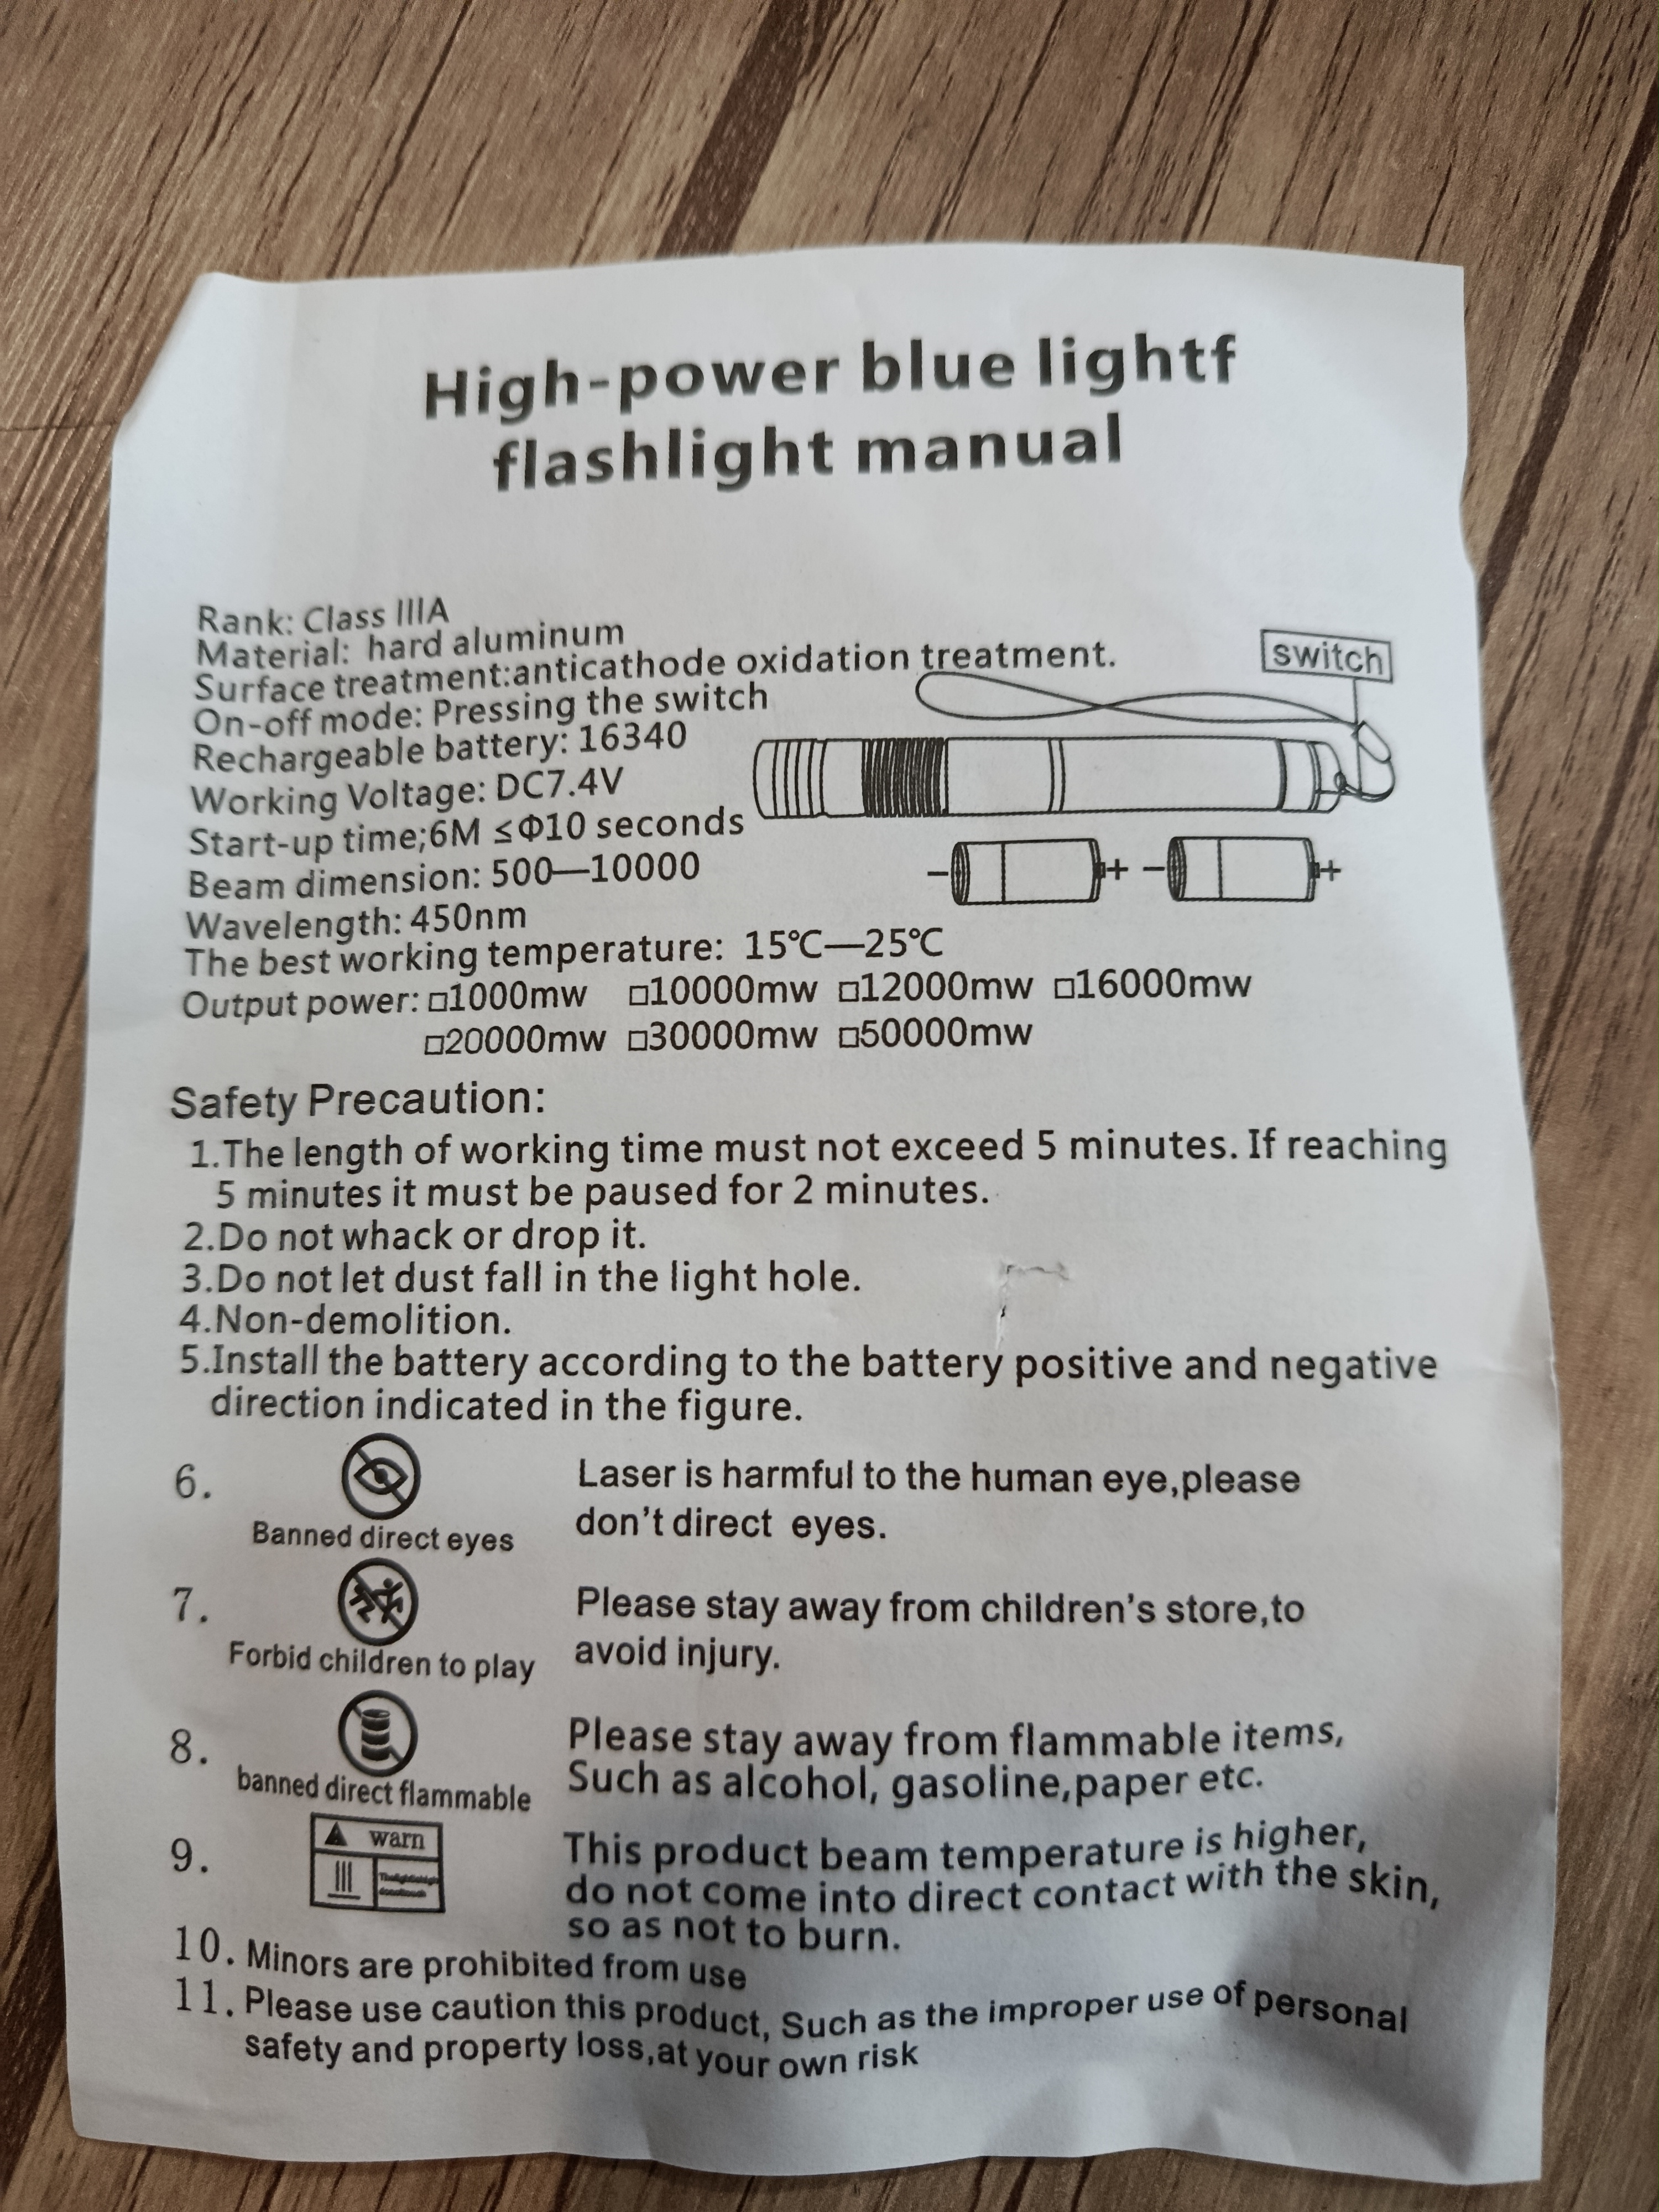 High-power blue lightf
flashlight manual
Rank: Class IIIA
Material: hard aluminum
Surface treatment:anticathode oxidation treatment.
switch
On-off mode: Pressing the switch
Rechargeable battery: 16340
Working Voltage: DC7.4V
Start-up time;6M ≤Φ10 seconds
Beam dimension: 500—10000
- + - +
Wavelength: 450nm
The best working temperature: 15℃—25℃
Output power: □1000mw □10000mw □12000mw □16000mw
□20000mw □30000mw □50000mw
Safety Precaution:
1.The length of working time must not exceed 5 minutes. If reaching
5 minutes it must be paused for 2 minutes.
2.Do not whack or drop it.
3.Do not let dust fall in the light hole.
4.Non-demolition.
5.Install the battery according to the battery positive and negative
direction indicated in the figure.
6. Laser is harmful to the human eye,please
don't direct eyes.
Banned direct eyes
7. Please stay away from children's store,to
avoid injury.
Forbid children to play
8. Please stay away from flammable items,
Such as alcohol, gasoline,paper etc.
banned direct flammable
warn
9. This product beam temperature is higher,
do not come into direct contact with the skin,
so as not to burn.
10. Minors are prohibited from use
11. Please use caution this product, Such as the improper use of personal
safety and property loss,at your own risk